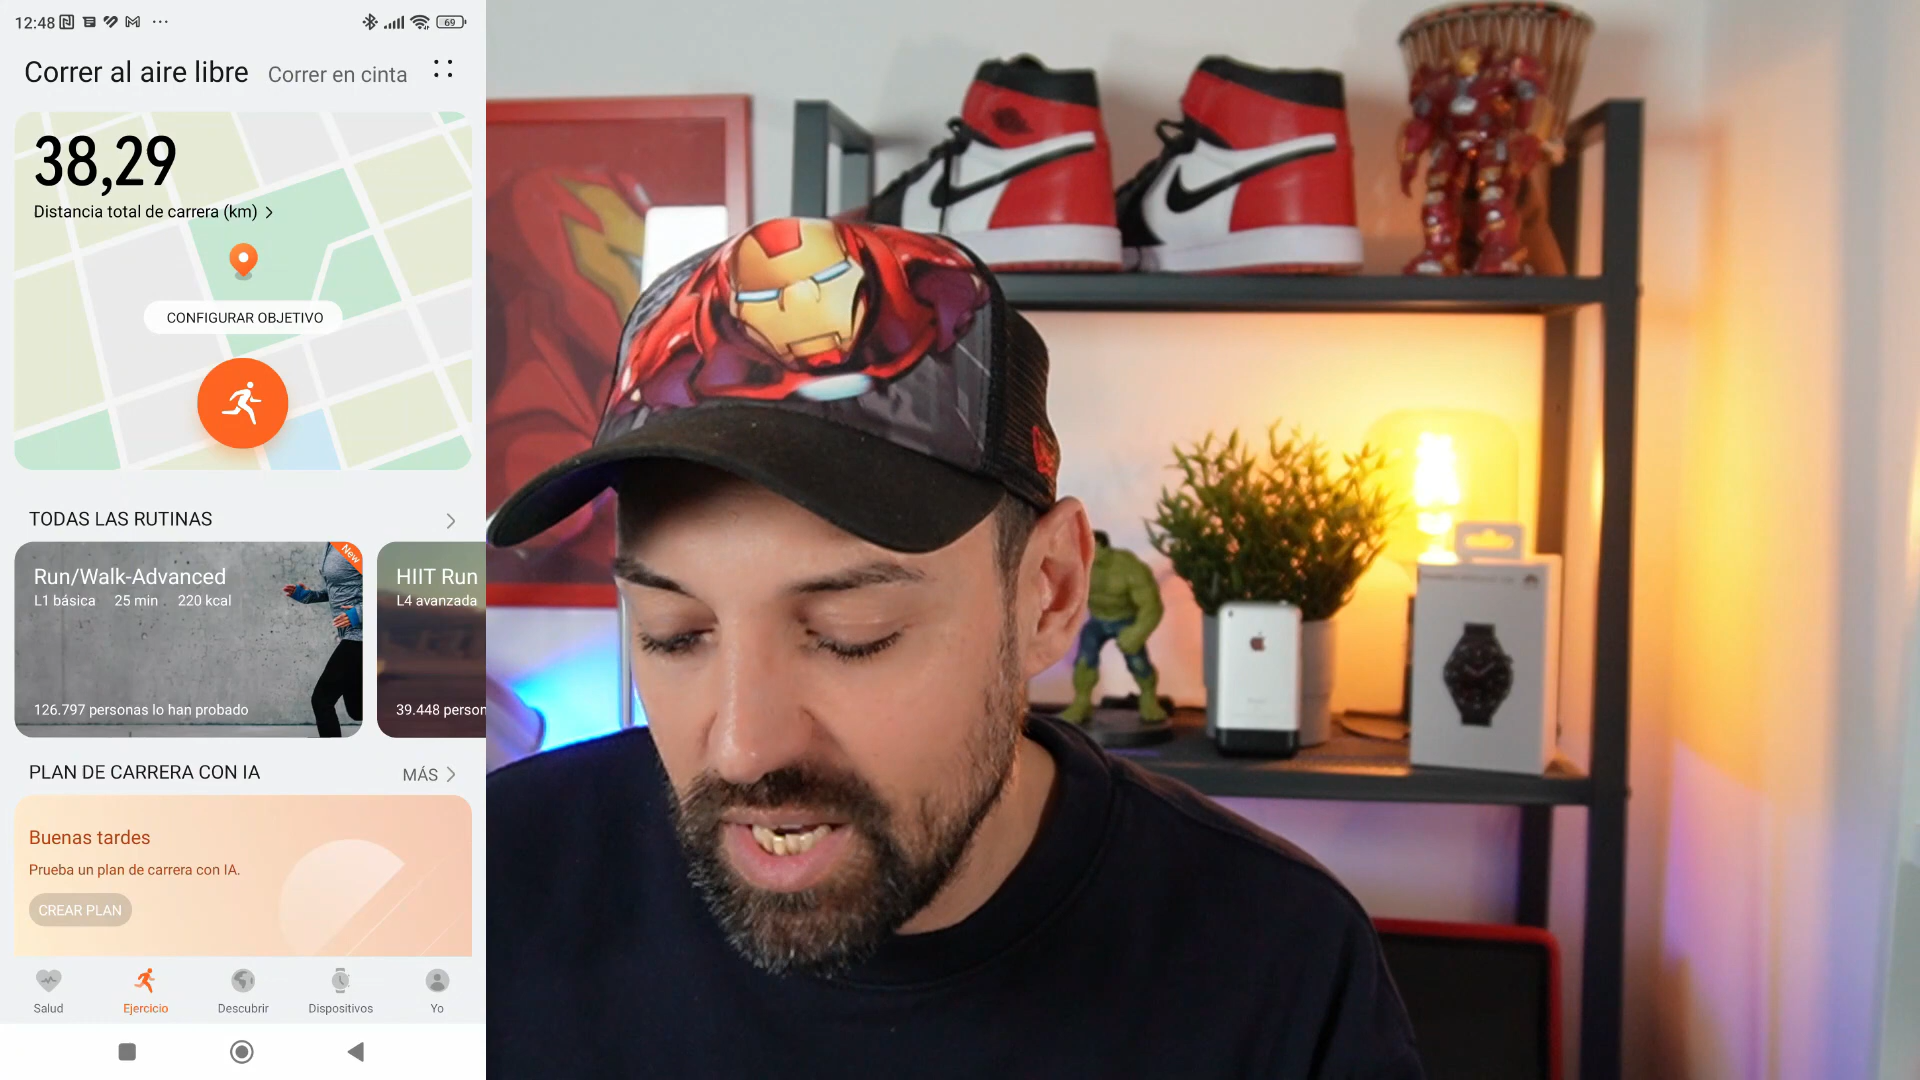 12:48
69
Correr al aire libre
Correr en cinta
38,29
Distancia total de carrera (km)
CONFIGURAR OBJETIVO
TODAS LAS RUTINAS
New
Run/Walk-Advanced
L1 básica 25 min 220 kcal
126.797 personas lo han probado
HIIT Run
L4 avanzada
39.448 person
PLAN DE CARRERA CON IA
MÁS
Buenas tardes
Prueba un plan de carrera con IA.
CREAR PLAN
Salud
Ejercicio
Descubrir
Dispositivos
Yo